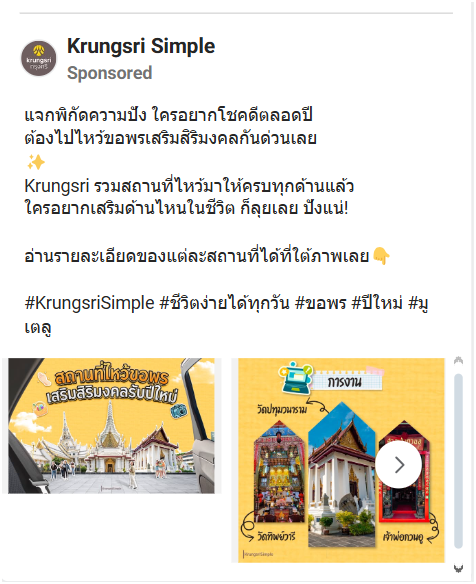 Krungsri Simple
Sponsored
krungsri
กรุงศรี
แจกพิกัดความปัง ใครอยากโชคดีตลอดปี
ต้องไปไหว้ขอพรเสริมสิริมงคลกันด่วนเลย
✨
Krungsri รวมสถานที่ไหว้มาให้ครบทุกด้านแล้ว
ใครอยากเสริมด้านไหนในชีวิต ก็ลุยเลย ปังแน่!
อ่านรายละเอียดของแต่ละสถานที่ได้ที่ใต้ภาพเลย👇
#KrungsriSimple #ชีวิตง่ายได้ทุกวัน #ขอพร #ปีใหม่ #มู
เตลู
สถานที่ไหว้ขอพร
เสริมสิริมงคลรับปีใหม่
การงาน
วัดปทุมวนาราม
วัดทิพย์วารี
เจ้าพ่อกวนอู
KrungsriSimple